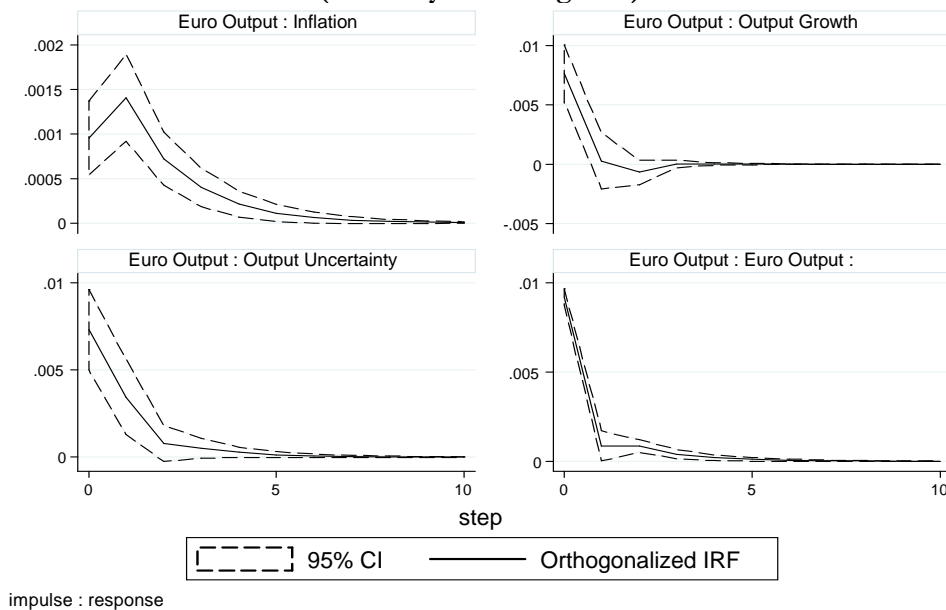 Euro Output : Inflation
Euro Output : Output Growth
.002
.0015
.001
.0005
0
.01
.005
0
-.005
Euro Output : Output Uncertainty
Euro Output : Euro Output :
.01
.005
0
0
5
10
.01
.005
0
0
5
10
step
95% CI
Orthogonalized IRF
impulse : response